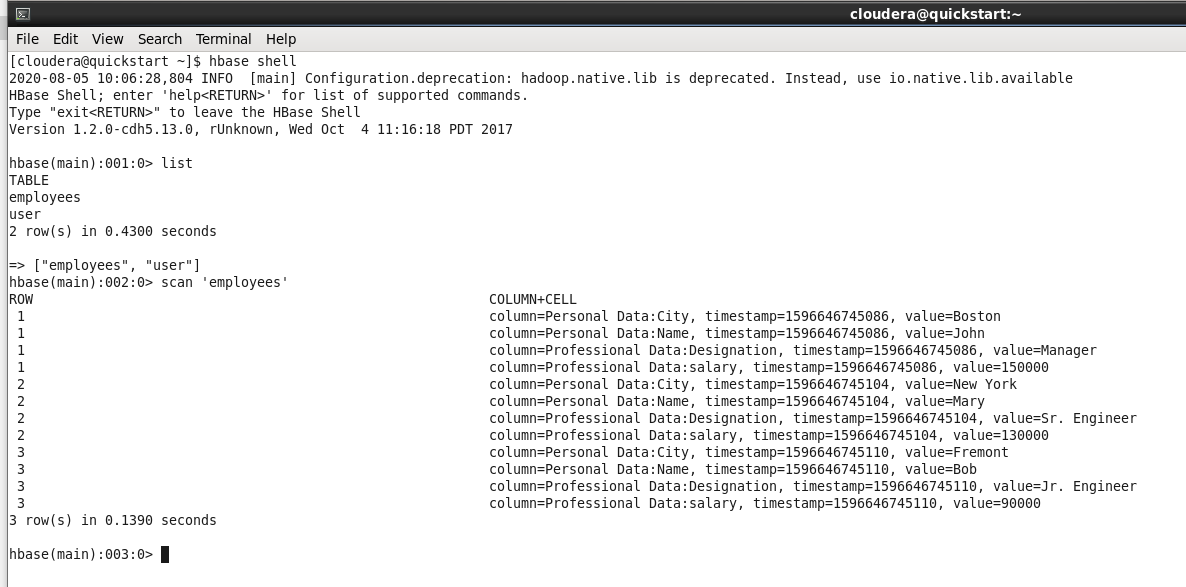 cloudera@quickstart:~
File Edit View Search Terminal Help
[cloudera@quickstart ~]$ hbase shell
2020-08-05 10:06:28,804 INFO  [main] Configuration.deprecation: hadoop.native.lib is deprecated. Instead, use io.native.lib.available
HBase Shell; enter 'help<RETURN>' for list of supported commands.
Type "exit<RETURN>" to leave the HBase Shell
Version 1.2.0-cdh5.13.0, rUnknown, Wed Oct  4 11:16:18 PDT 2017
hbase(main):001:0> list
TABLE
employees
user
2 row(s) in 0.4300 seconds
=> ["employees", "user"]
hbase(main):002:0> scan 'employees'
ROW COLUMN+CELL
1 column=Personal Data:City, timestamp=1596646745086, value=Boston
1 column=Personal Data:Name, timestamp=1596646745086, value=John
1 column=Professional Data:Designation, timestamp=1596646745086, value=Manager
1 column=Professional Data:salary, timestamp=1596646745086, value=150000
2 column=Personal Data:City, timestamp=1596646745104, value=New York
2 column=Personal Data:Name, timestamp=1596646745104, value=Mary
2 column=Professional Data:Designation, timestamp=1596646745104, value=Sr. Engineer
2 column=Professional Data:salary, timestamp=1596646745104, value=130000
3 column=Personal Data:City, timestamp=1596646745110, value=Fremont
3 column=Personal Data:Name, timestamp=1596646745110, value=Bob
3 column=Professional Data:Designation, timestamp=1596646745110, value=Jr. Engineer
3 column=Professional Data:salary, timestamp=1596646745110, value=90000
3 row(s) in 0.1390 seconds
hbase(main):003:0>